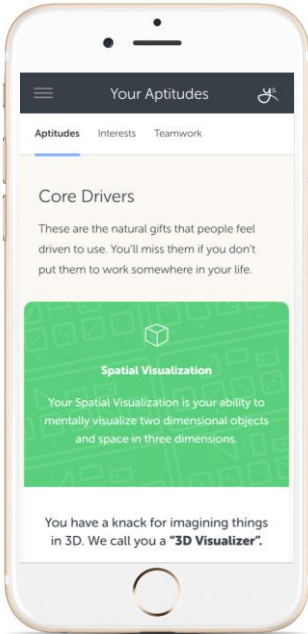 Your Aptitudes
Aptitudes Interests Teamwork
Core Drivers
These are the natural gifts that people feel
driven to use. You'll miss them if you don't
put them to work somewhere in your life.
Spatial Visualization
Your Spatial Visualization is your ability to
mentally visualize two dimensional objects
and space in three dimensions.
You have a knack for imagining things
in 3D. We call you a "3D Visualizer".